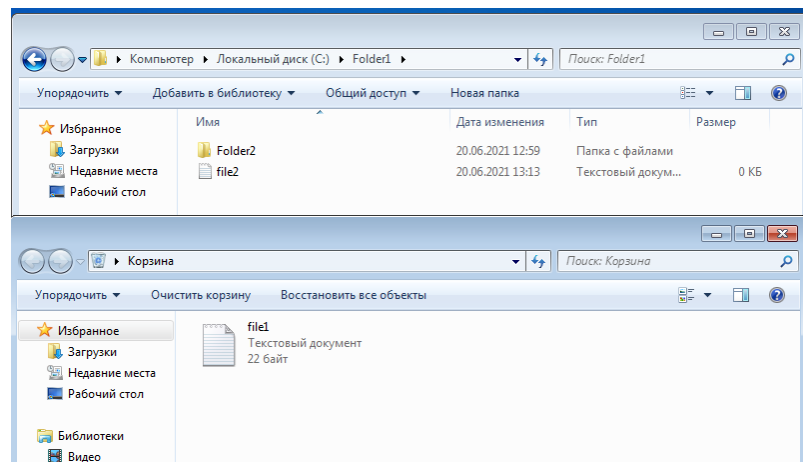 Компьютер Локальный диск (C:) Folder1 Поиск: Folder1
Упорядочить Добавить в библиотеку Общий доступ Новая папка
Избранное
Загрузки
Недавние места
Рабочий стол
Имя Дата изменения Тип Размер
Folder2 20.06.2021 12:59 Папка с файлами
file2 20.06.2021 13:13 Текстовый докум... 0 КБ
Корзина Поиск: Корзина
Упорядочить Очистить корзину Восстановить все объекты
Избранное
Загрузки
Недавние места
Рабочий стол
Библиотеки
Видео
file1
Текстовый документ
22 байт